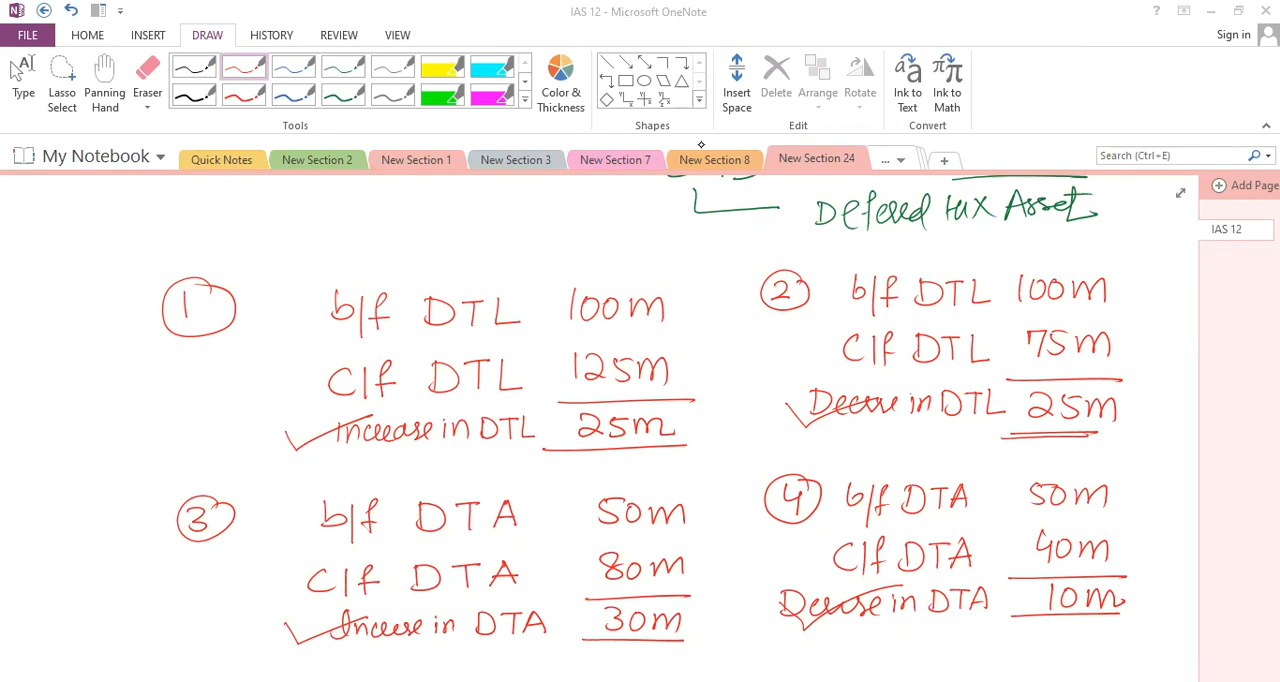 IAS 12 - Microsoft OneNote
?
FILE HOME INSERT DRAW HISTORY REVIEW VIEW
Sign in
Type
Lasso Select
Panning Hand
Eraser
Color & Thickness
Insert Space
Delete
Arrange
Rotate
Ink to Text
Ink to Math
Tools
Shapes
Edit
Convert
My Notebook
Quick Notes
New Section 2
New Section 1
New Section 3
New Section 7
New Section 8
New Section 24
...
+
Search (Ctrl+E)
Add Page
IAS 12
Defered tax Asset
1
b/f DTL 100m
C/f DTL 125m
Increase in DTL 25m
2
b/f DTL 100m
C/f DTL 75m
Decrese in DTL 25m
3
b/f DTA 50m
C/f DTA 80m
Increse in DTA 30m
4
b/f DTA 50m
C/f DTA 40m
Decrese in DTA 10m